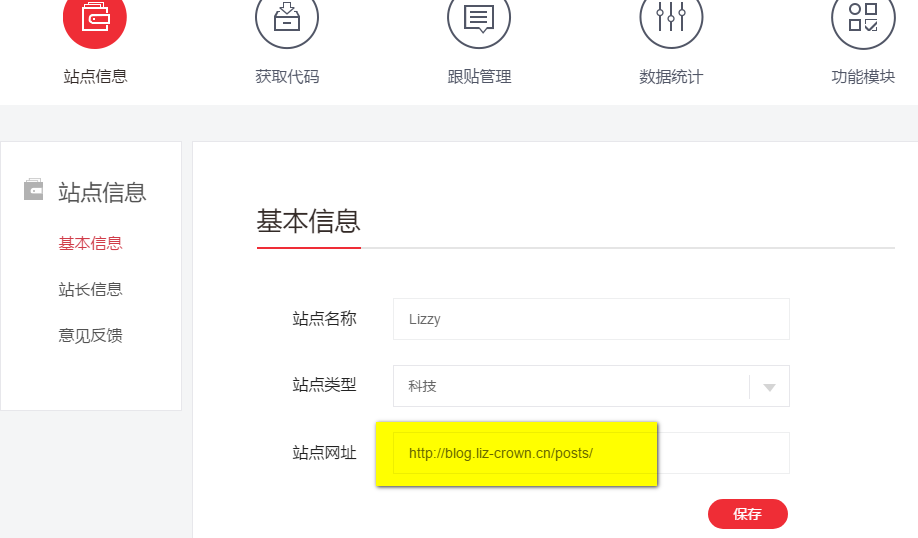 站点信息
获取代码
跟贴管理
数据统计
功能模块
站点信息
基本信息
站长信息
意见反馈
基本信息
站点名称
Lizzy
站点类型
科技
站点网址
http://blog.liz-crown.cn/posts/
保存